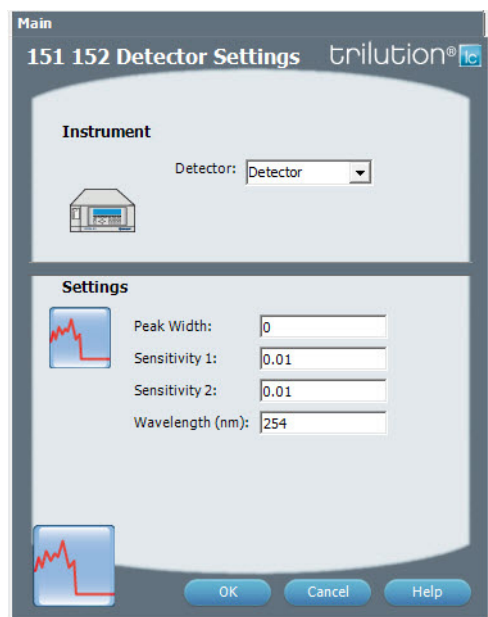 Main
151 152 Detector Settings trilution® lc
Instrument
Detector: Detector
Settings
Peak Width: 0
Sensitivity 1: 0.01
Sensitivity 2: 0.01
Wavelength (nm): 254
OK Cancel Help